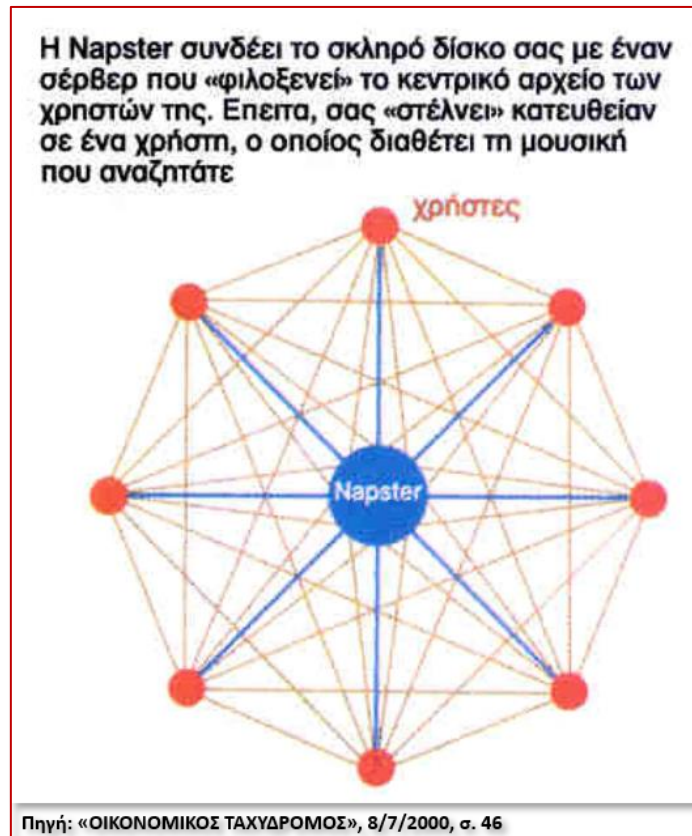 Η Napster συνδέει το σκληρό δίσκο σας με έναν
σέρβερ που «φιλοξενεί» το κεντρικό αρχείο των
χρηστών της. Επειτα, σας «στέλνει» κατευθείαν
σε ένα χρήστη, ο οποίος διαθέτει τη μουσική
που αναζητάτε
χρήστες
Napster
Πηγή: «ΟΙΚΟΝΟΜΙΚΟΣ ΤΑΧΥΔΡΟΜΟΣ», 8/7/2000, σ. 46